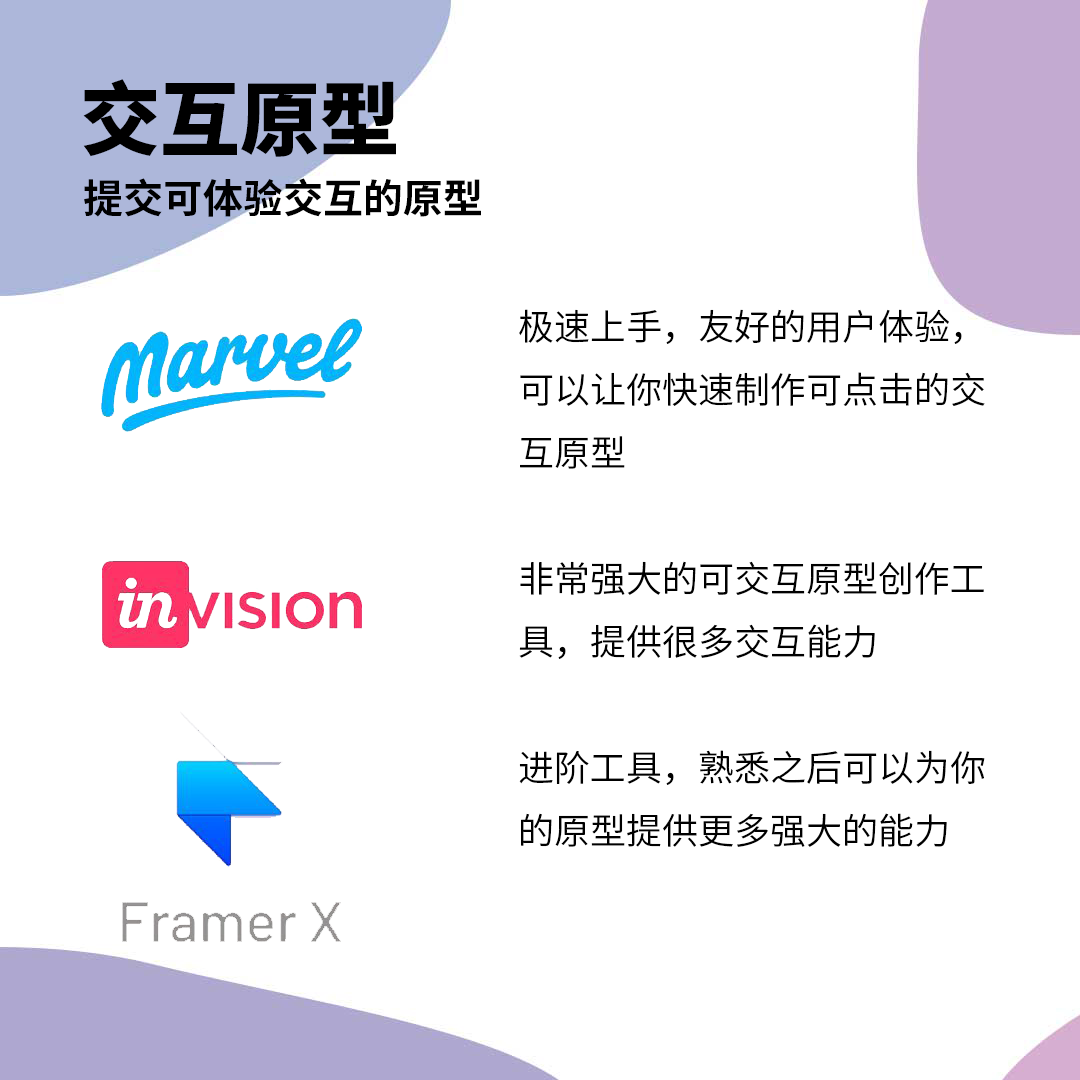 交互原型
提交可体验交互的原型
Marvel
极速上手，友好的用户体验，
可以让你快速制作可点击的交
互原型
invision
非常强大的可交互原型创作工
具，提供很多交互能力
进阶工具，熟悉之后可以为你
的原型提供更多强大的能力
Framer X